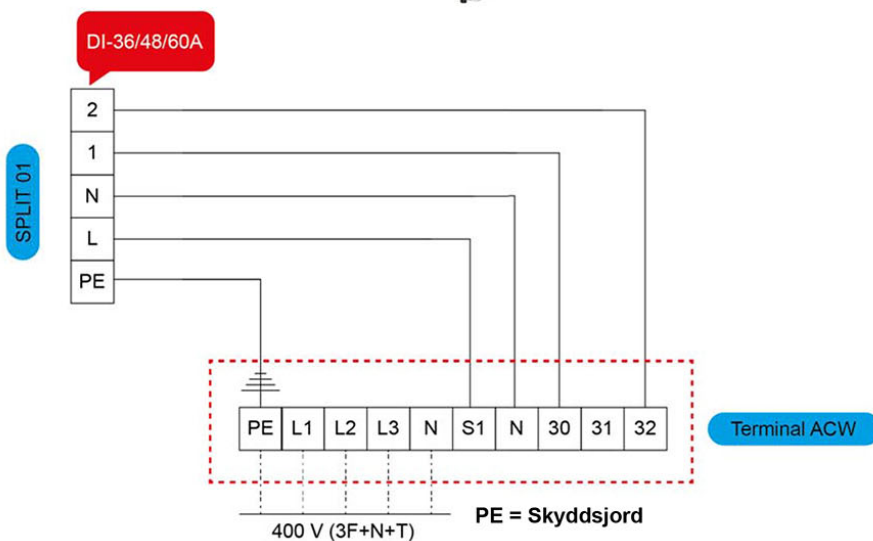 DI-36/48/60A
SPLIT 01
2
1
N
L
PE
PE L1 L2 L3 N S1 N 30 31 32
Terminal ACW
400 V (3F+N+T)
PE = Skyddsjord